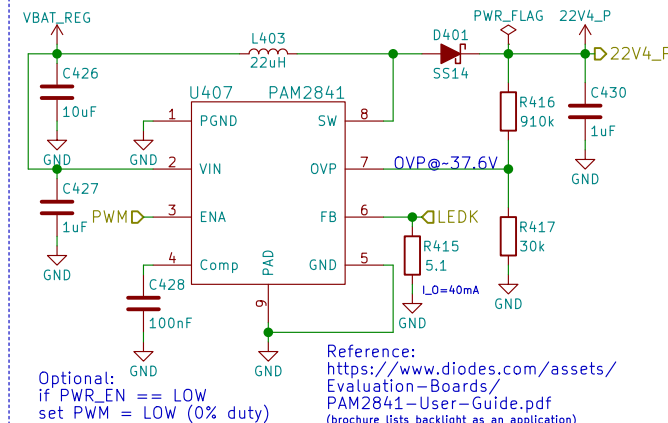 VBAT_REG
PWR_FLAG
22V4_P
L403
22uH
D401
SS14
22V4_P
C426
10uF
GND
U407
PAM2841
R416
910k
C430
1uF
GND
1
PGND
SW
8
GND
2
VIN
OVP
7
OVP@~37.6V
C427
1uF
GND
PWM
3
ENA
FB
6
LEDK
R415
5.1
I_O=40mA
GND
R417
30k
GND
4
Comp
PAD
GND
5
9
C428
100nF
GND
GND
Optional:
if PWR_EN == LOW
set PWM = LOW (0% duty)
Reference:
https://www.diodes.com/assets/
Evaluation-Boards/
PAM2841-User-Guide.pdf
(brochure lists backlight as an application)